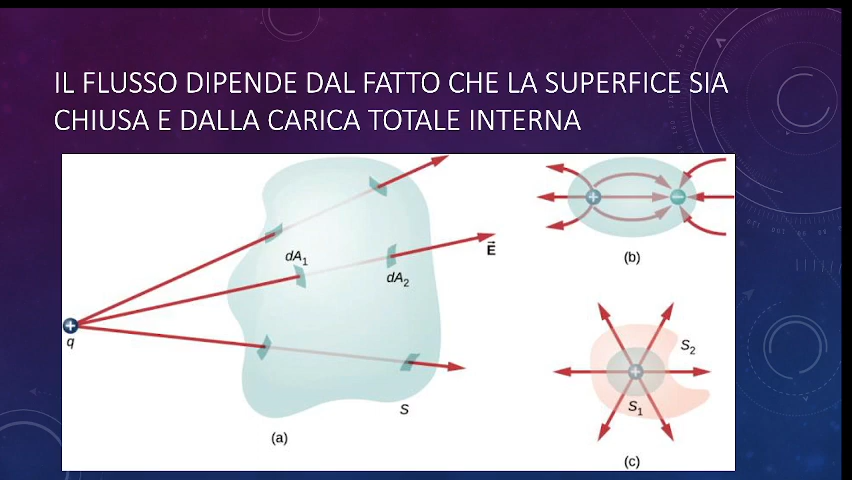 IL FLUSSO DIPENDE DAL FATTO CHE LA SUPERFICE SIA
CHIUSA E DALLA CARICA TOTALE INTERNA
dA1
dA2
E
q
S
(a)
(b)
S2
S1
(c)